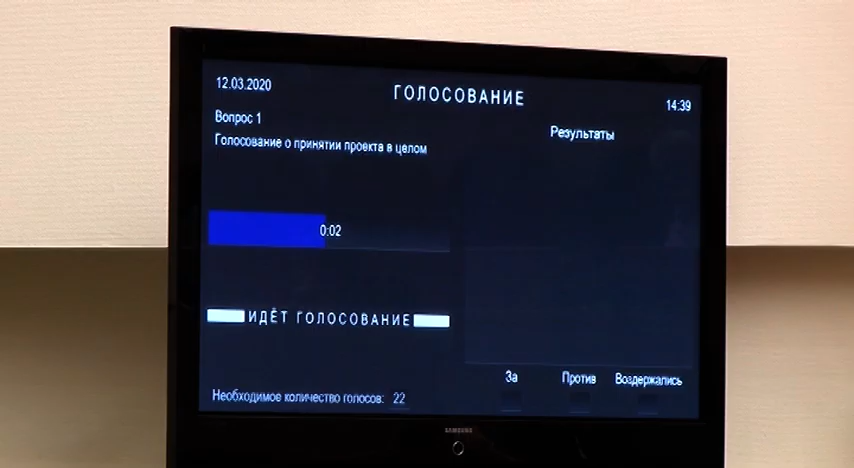 12.03.2020
ГОЛОСОВАНИЕ
14:39
Вопрос 1
Голосование о принятии проекта в целом
Результаты
0:02
ИДЁТ ГОЛОСОВАНИЕ
За
Против
Воздержались
Необходимое количество голосов: 22
SAMSUNG